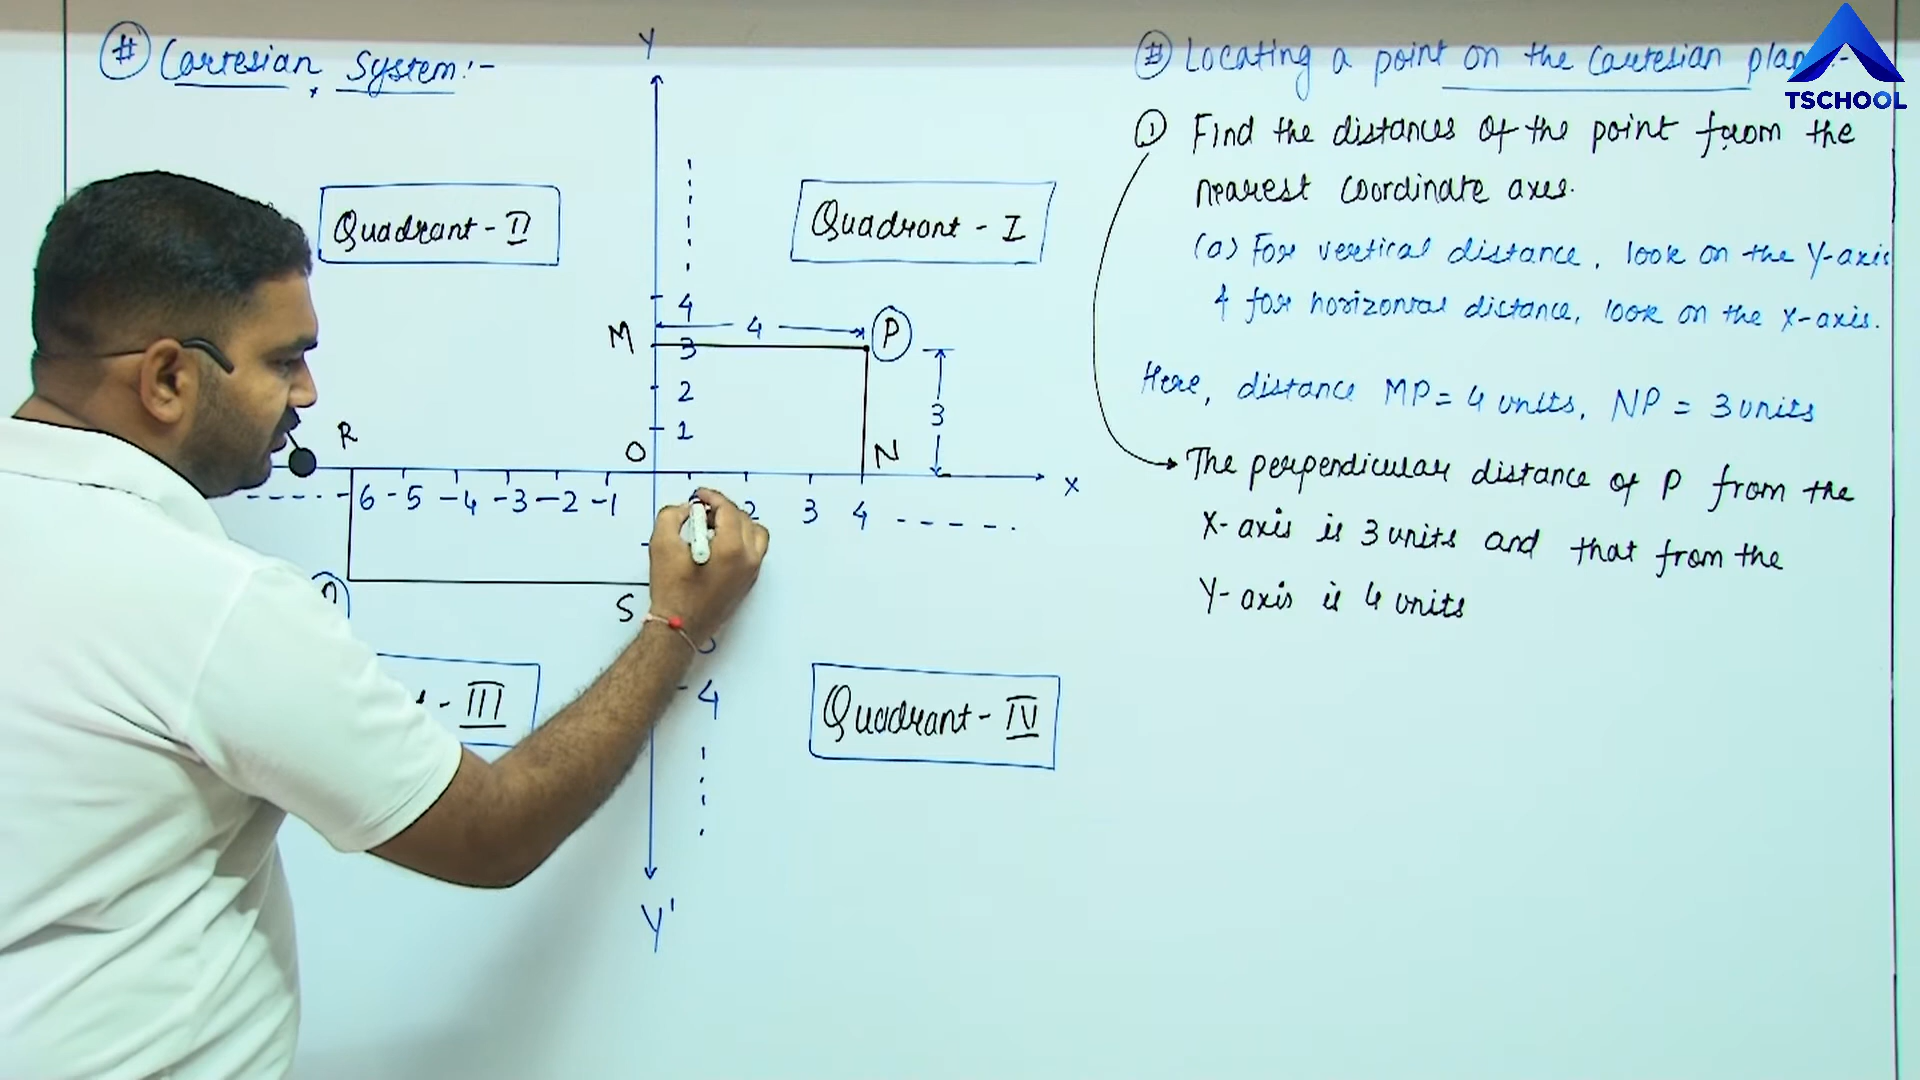 # Cartesian System:-
Y
Quadrant - II
Quadrant - I
4
M
4
P
3
2
3
1
R
O
N
-6 -5 -4 -3 -2 -1
2 3 4
X
S
4
- III
Quadrant - IV
Y'
# Locating a point on the Cartesian
TSCHOOL
① Find the distances of the point from the
nearest coordinate axes.
(a) For vertical distance, look on the Y-axis
& for horizontal distance, look on the X-axis.
Here, distance MP = 4 units, NP = 3 units
The perpendicular distance of P from the
X-axis is 3 units and that from the
Y-axis is 4 units